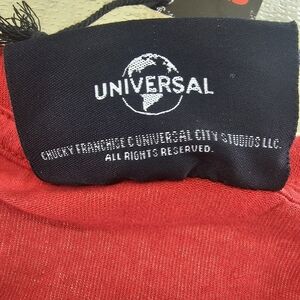 UNIVERSAL
CHUCKY FRANCHISE © UNIVERSAL CITY STUDIOS LLC.
ALL RIGHTS RESERVED.